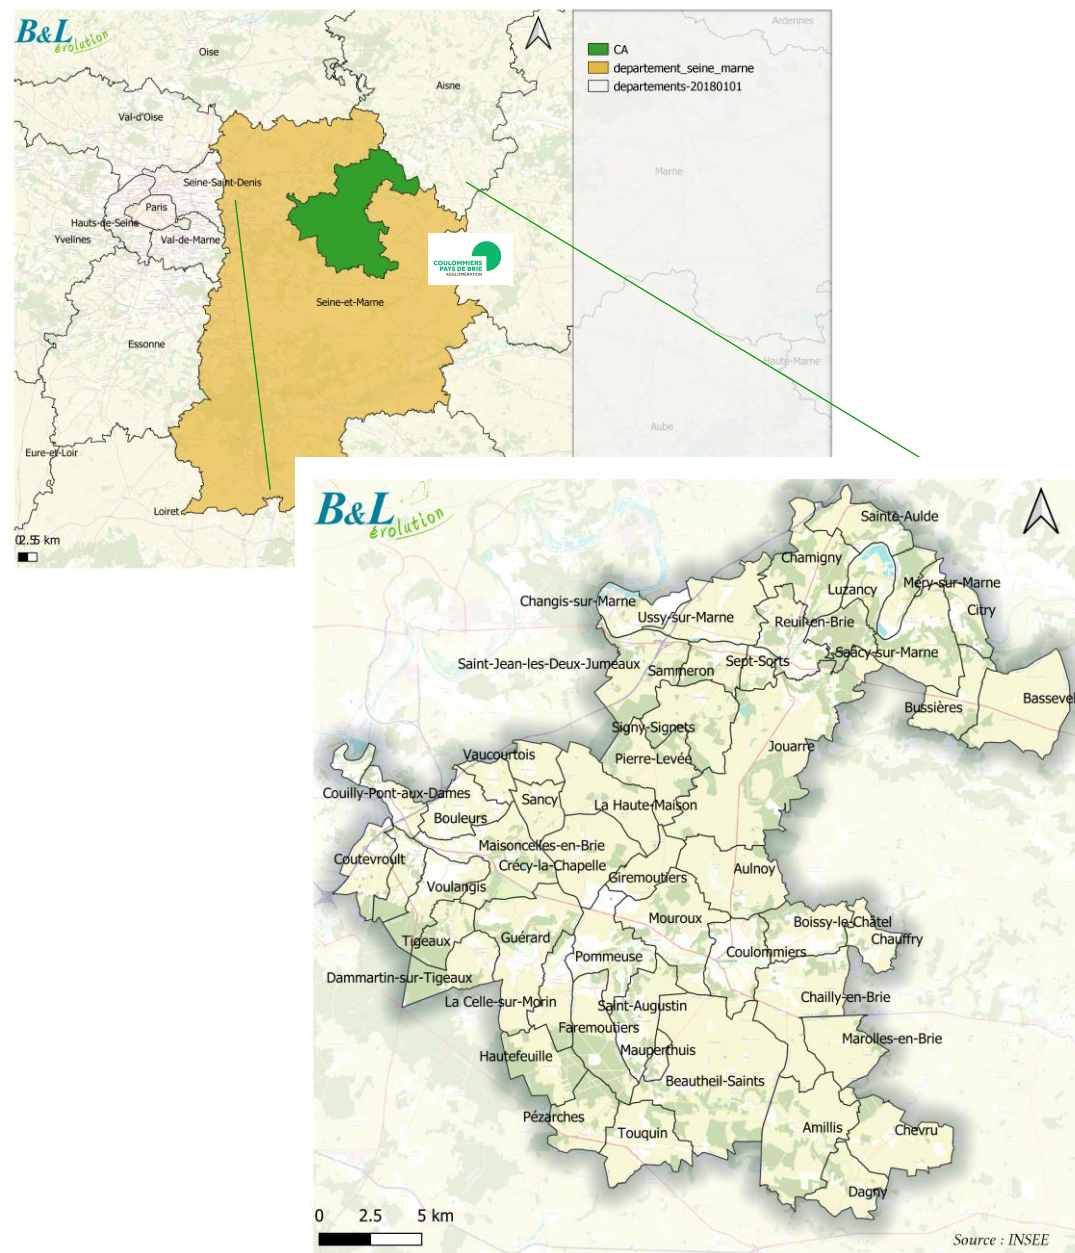 B&L
évolution
Oise
Aisne
Ardennes
CA
departement_seine_marne
departements-20180101
Val-d'Oise
Marne
Seine-Saint-Denis
Paris
Hauts-de-Seine
Yvelines
Val-de-Marne
COULOMMIERS
PAYS DE BRIE
AGGLOMÉRATION
Seine-et-Marne
Essonne
Haute-Marne
Aube
Eure-et-Loir
Loiret
km
B&L
évolution
Sainte-Aulde
Chamigny
Luzancy
Méry-sur-Marne
Changis-sur-Marne
Citry
Ussy-sur-Marne
Reuil-en-Brie
Saâcy-sur-Marne
Saint-Jean-les-Deux-Jumeaux
Sept-Sorts
Sammeron
Bassevel
Bussières
Signy-Signets
Jouarre
Vaucourtois
Pierre-Levée
Couilly-Pont-aux-Dames
Sancy
La Haute-Maison
Bouleurs
Maisoncelles-en-Brie
Coutevroult
Crécy-la-Chapelle
Aulnoy
Giremoutiers
Voulangis
Mouroux
Boissy-le-Châtel
Guérard
Tigeaux
Chauffry
Pommeuse
Coulommiers
Dammartin-sur-Tigeaux
Chailly-en-Brie
La Celle-sur-Morin
Saint-Augustin
Faremoutiers
Marolles-en-Brie
Mauperthuis
Hautefeuille
Beautheil-Saints
Pézarches
Touquin
Amillis
Chevru
Dagny
0 2.5 5 km
Source : INSEE